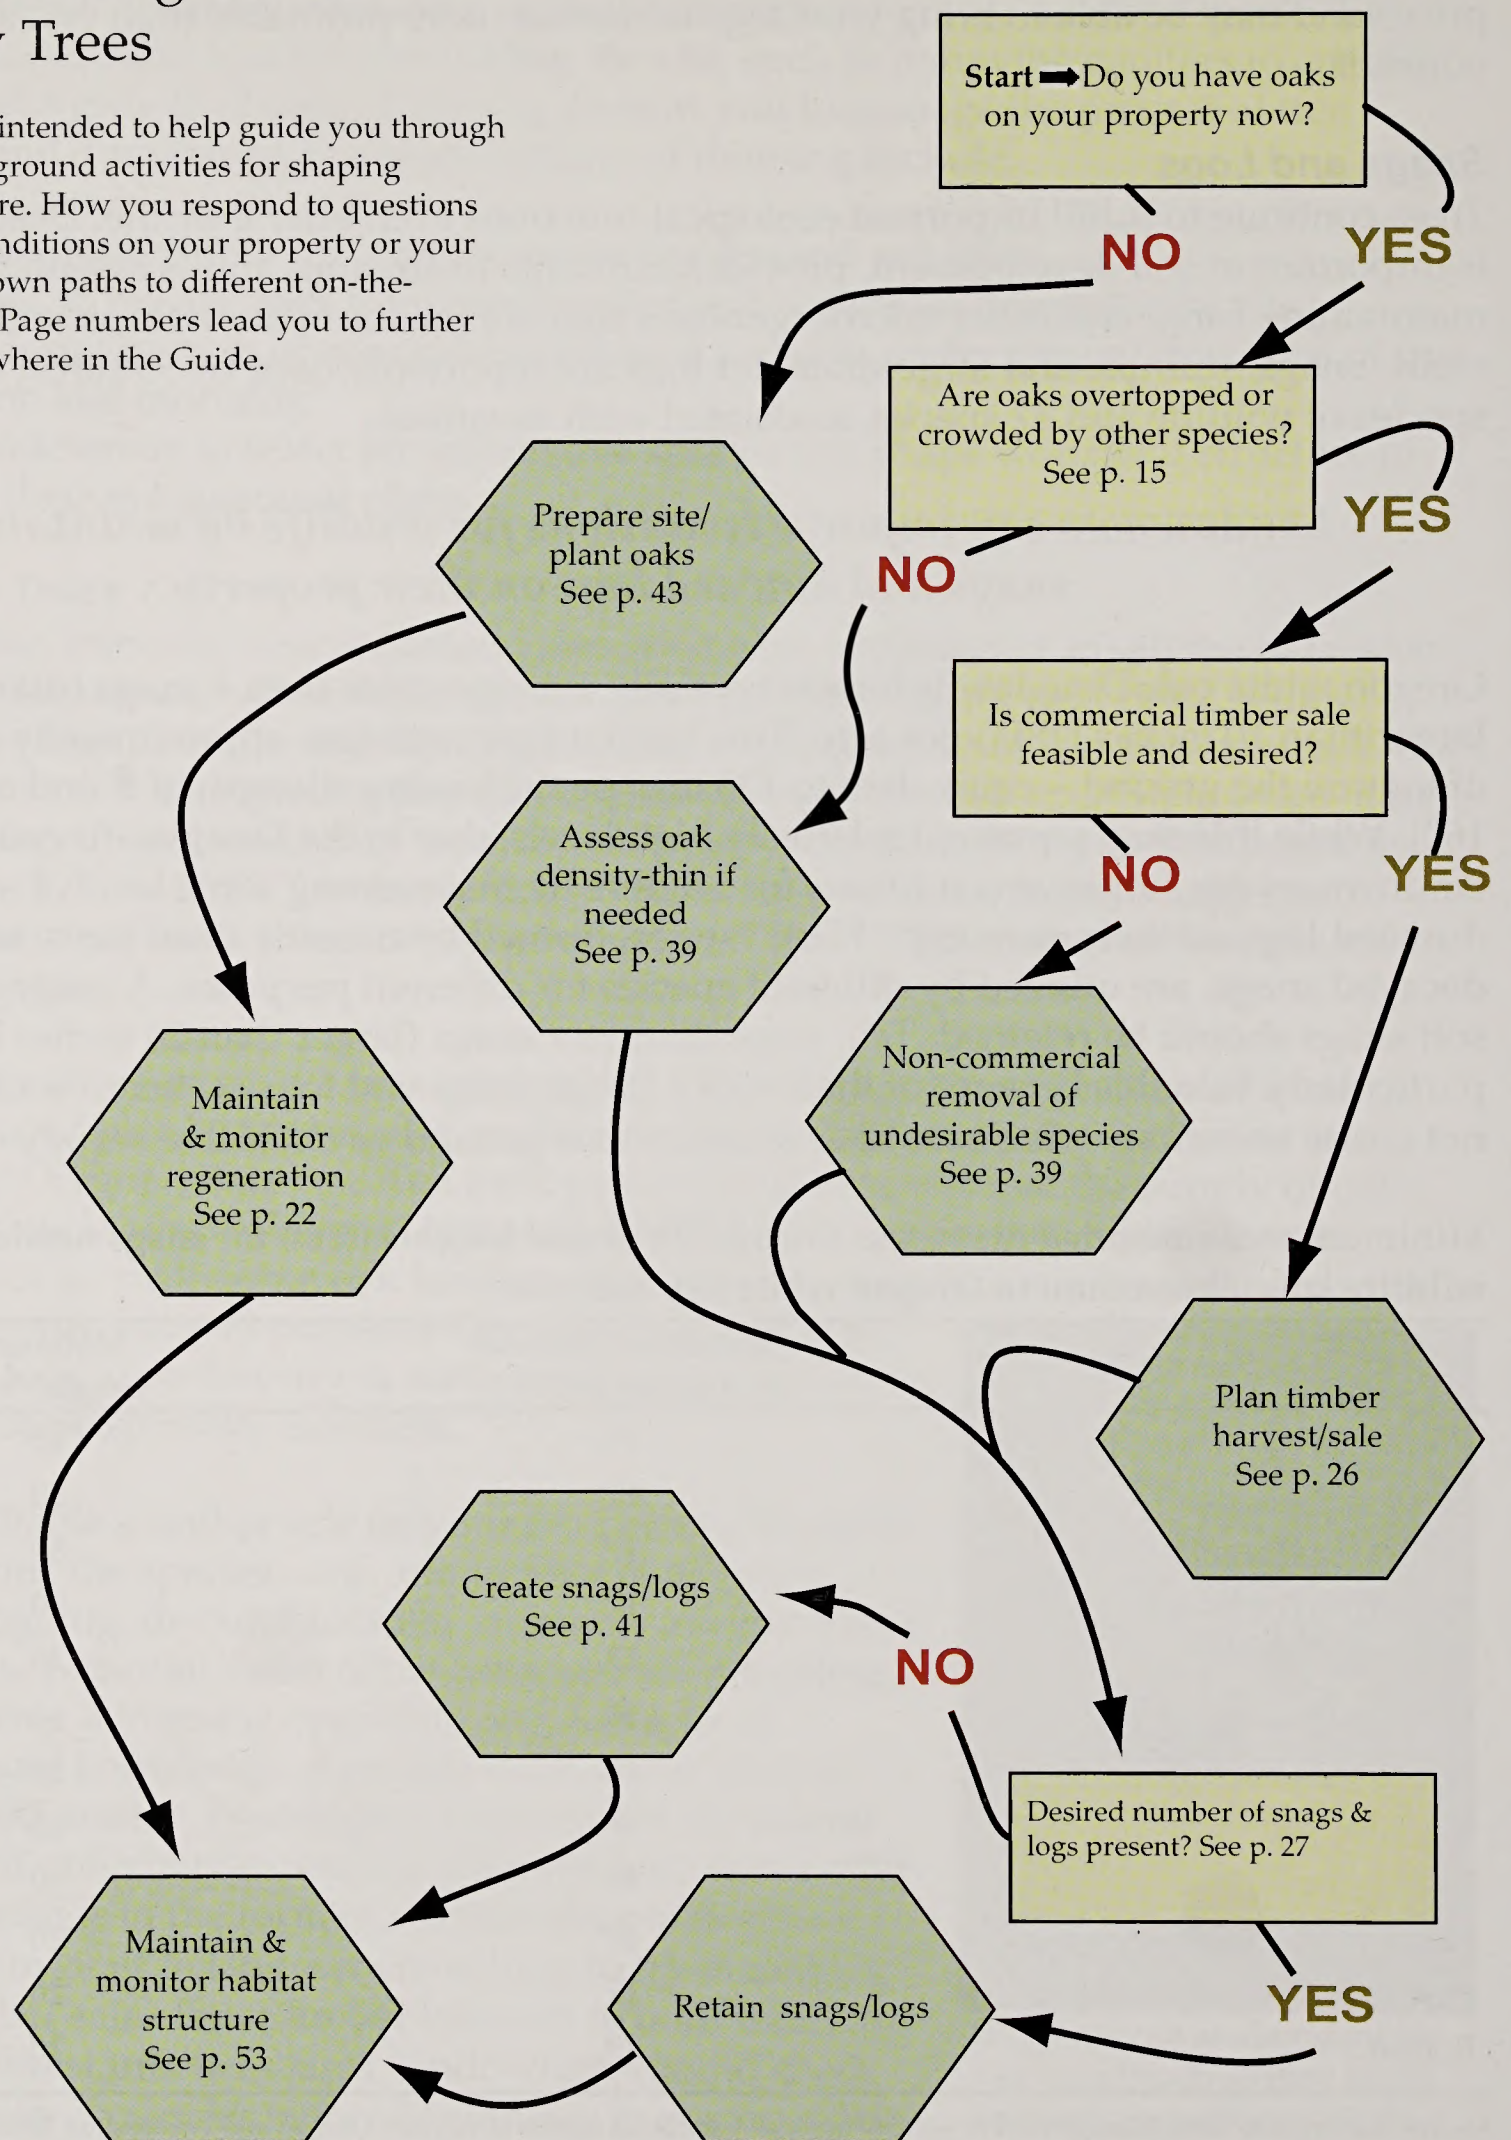 Trees
intended to help guide you through
ground activities for shaping
How you respond to questions
on your property or your
own paths to different on-the-
Page numbers lead you to further
in the Guide.
Start ➡ Do you have oaks
on your property now?
NO
YES
Are oaks overtopped or
crowded by other species?
See p. 15
NO
YES
Prepare site/
plant oaks
See p. 43
Is commercial timber sale
feasible and desired?
NO
YES
Assess oak
density-thin if
needed
See p. 39
Non-commercial
removal of
undesirable species
See p. 39
Maintain
& monitor
regeneration
See p. 22
Plan timber
harvest/sale
See p. 26
Create snags/logs
See p. 41
NO
Desired number of snags &
logs present? See p. 27
YES
Maintain &
monitor habitat
structure
See p. 53
Retain snags/logs